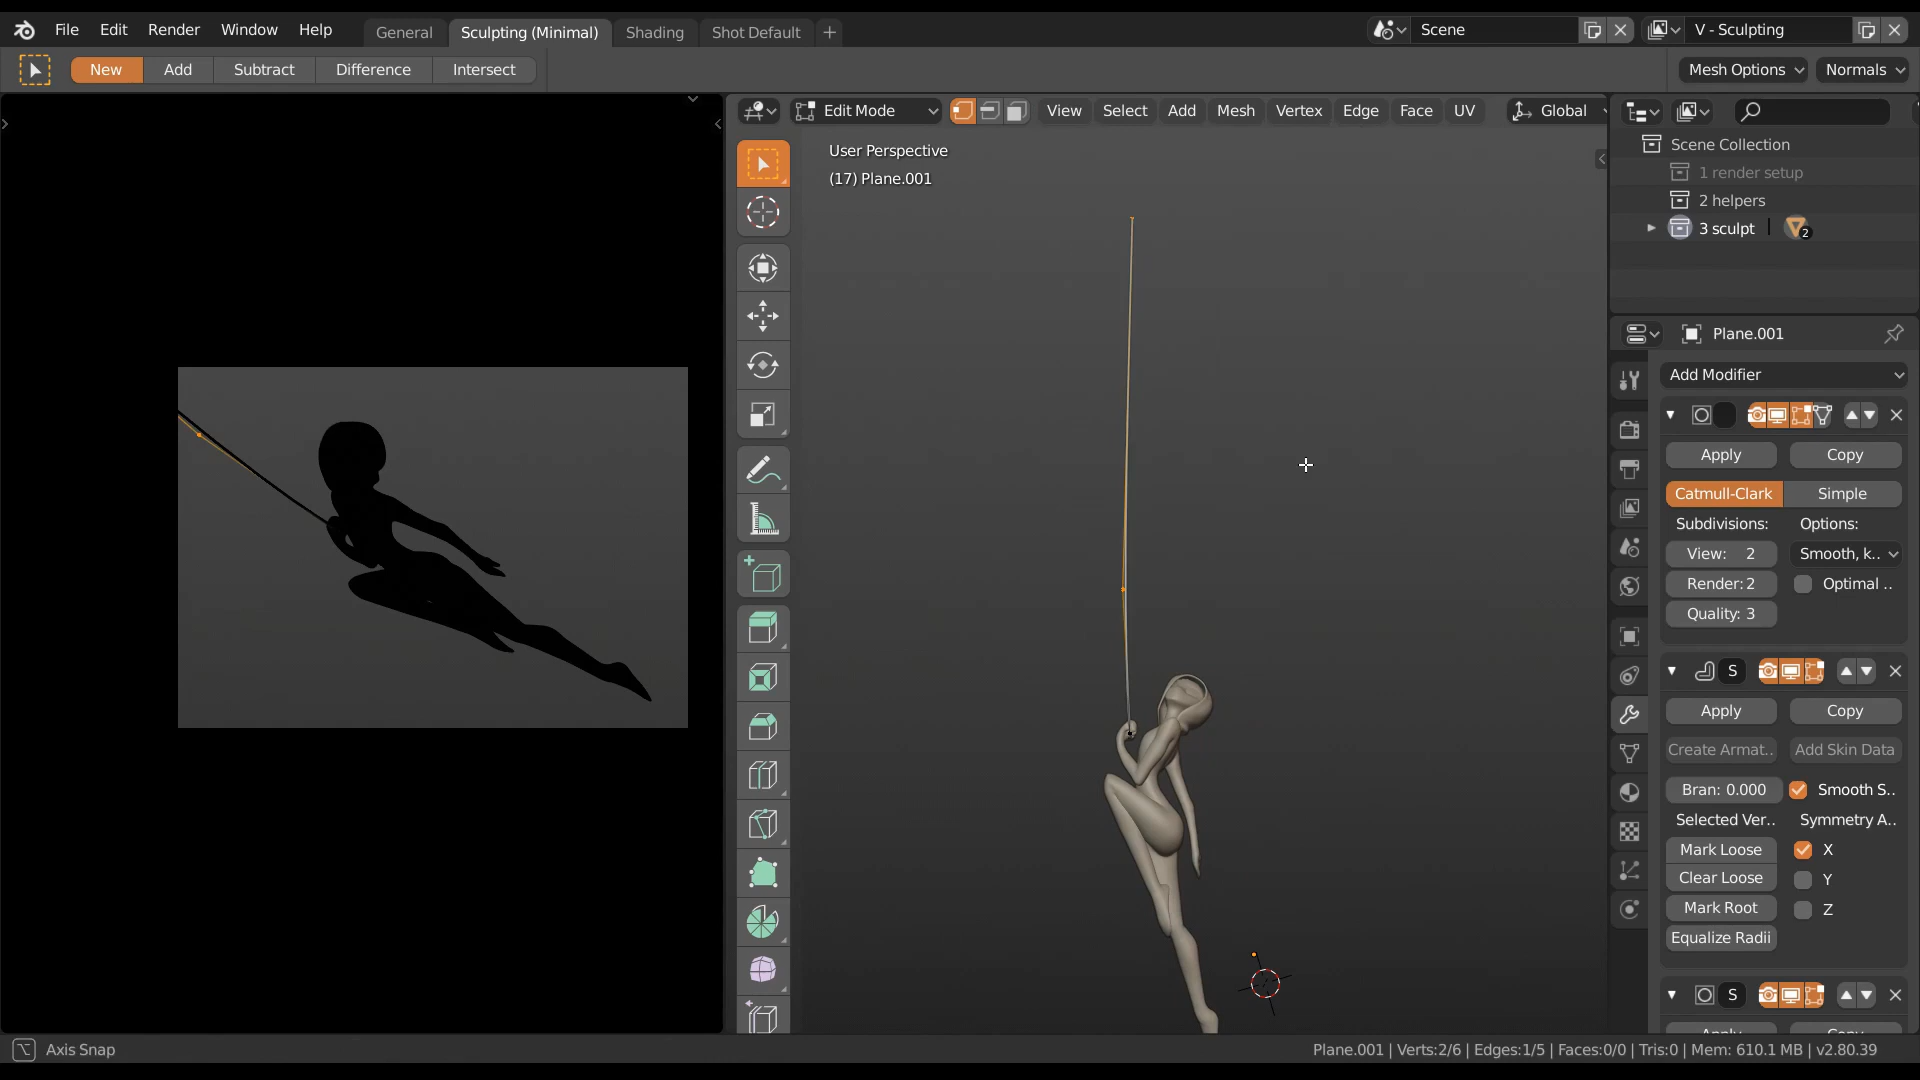 File Edit Render Window Help General Sculpting (Minimal) Shading Shot Default + Scene V - Sculpting
New Add Subtract Difference Intersect Mesh Options Normals
Edit Mode View Select Add Mesh Vertex Edge Face UV Global
User Perspective
(17) Plane.001
Scene Collection
1 render setup
2 helpers
3 sculpt 2
Plane.001
Add Modifier
Apply Copy
Catmull-Clark Simple
Subdivisions: Options:
View: 2 Smooth, k..
Render: 2 Optimal ..
Quality: 3
S
Apply Copy
Create Armat.. Add Skin Data
Bran: 0.000 Smooth S..
Selected Ver.. Symmetry A..
Mark Loose X
Clear Loose Y
Mark Root Z
Equalize Radii
S
Axis Snap Plane.001 | Verts:2/6 | Edges:1/5 | Faces:0/0 | Tris:0 | Mem: 610.1 MB | v2.80.39